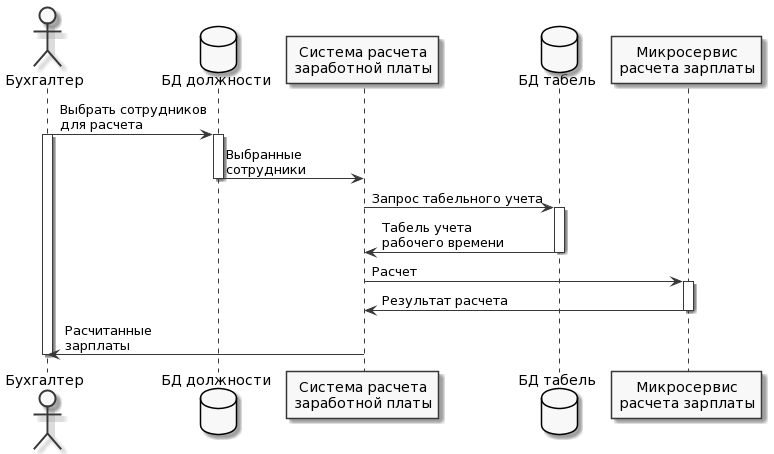 Бухгалтер
БД должности
Система расчета
заработной платы
БД табель
Микросервис
расчета зарплаты
Выбрать сотрудников
для расчета
Выбранные
сотрудники
Запрос табельного учета
Табель учета
рабочего времени
Расчет
Результат расчета
Расчитанные
зарплаты
Бухгалтер
БД должности
Система расчета
заработной платы
БД табель
Микросервис
расчета зарплаты